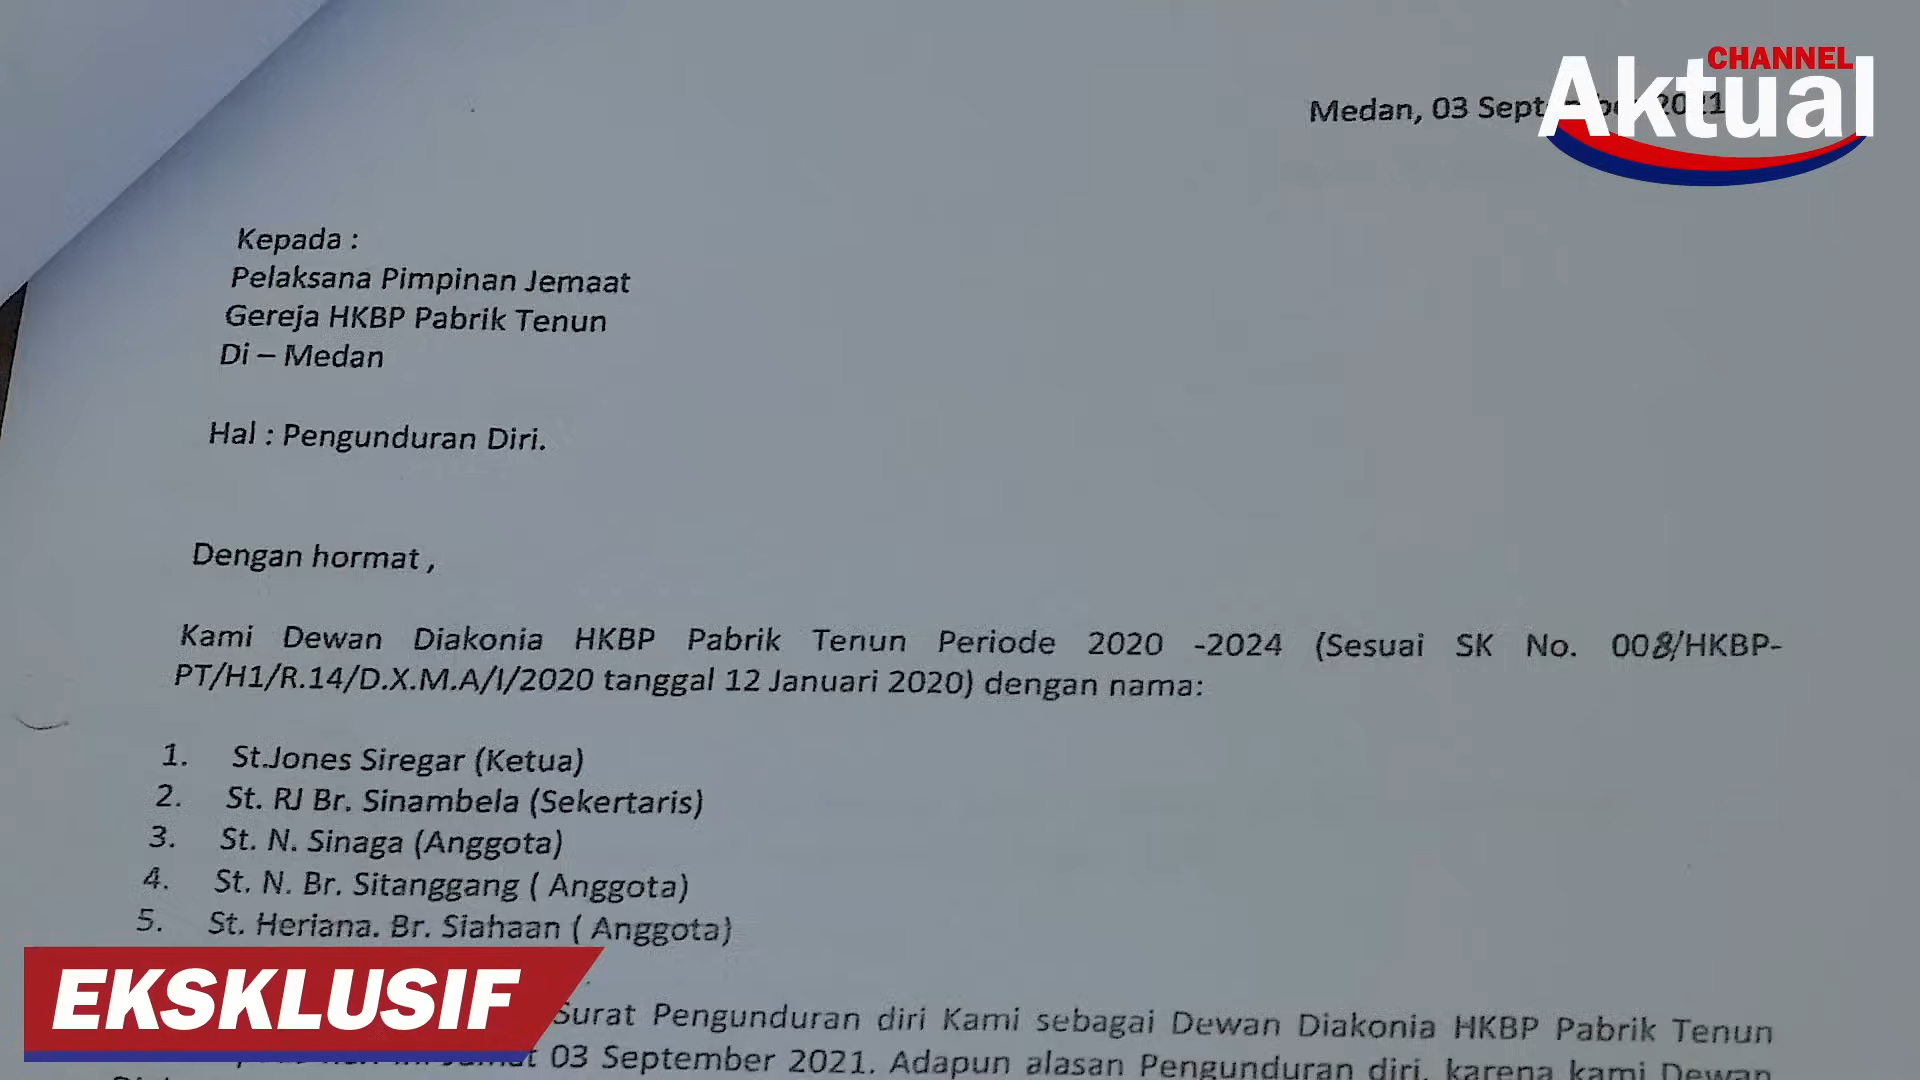 CHANNEL
Aktual
Medan, 03 September 2021
Kepada :
Pelaksana Pimpinan Jemaat
Gereja HKBP Pabrik Tenun
Di – Medan
Hal : Pengunduran Diri.
Dengan hormat ,
Kami Dewan Diakonia HKBP Pabrik Tenun Periode 2020 -2024 (Sesuai SK No. 008/HKBP-
PT/H1/R.14/D.X.M.A/I/2020 tanggal 12 Januari 2020) dengan nama:
1. St.Jones Siregar (Ketua)
2. St. RJ Br. Sinambela (Sekertaris)
3. St. N. Sinaga (Anggota)
4. St. N. Br. Sitanggang ( Anggota)
5. St. Heriana. Br. Siahaan ( Anggota)
EKSKLUSIF
Surat Pengunduran diri Kami sebagai Dewan Diakonia HKBP Pabrik Tenun
03 September 2021. Adapun alasan Pengunduran diri, karena kami Dewan